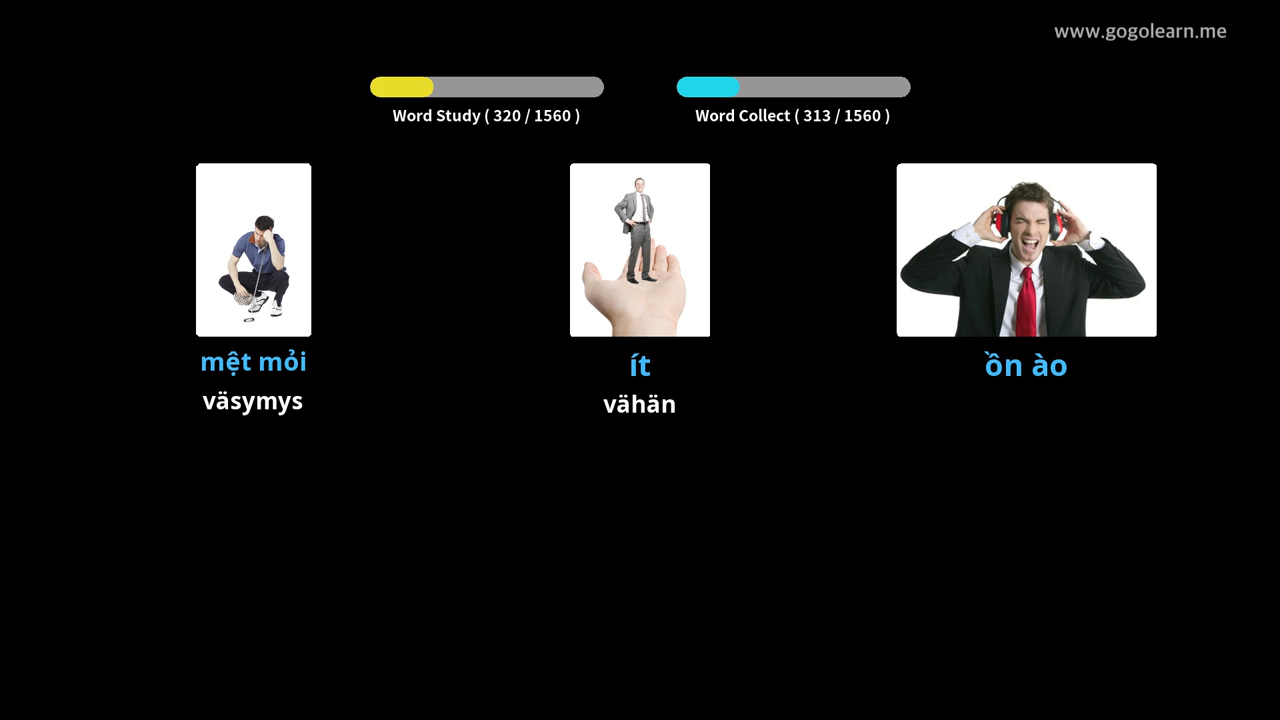 www.gogolearn.me
Word Study ( 320 / 1560 )
Word Collect ( 313 / 1560 )
mệt mỏi
väsymys
ít
vähän
ồn ào